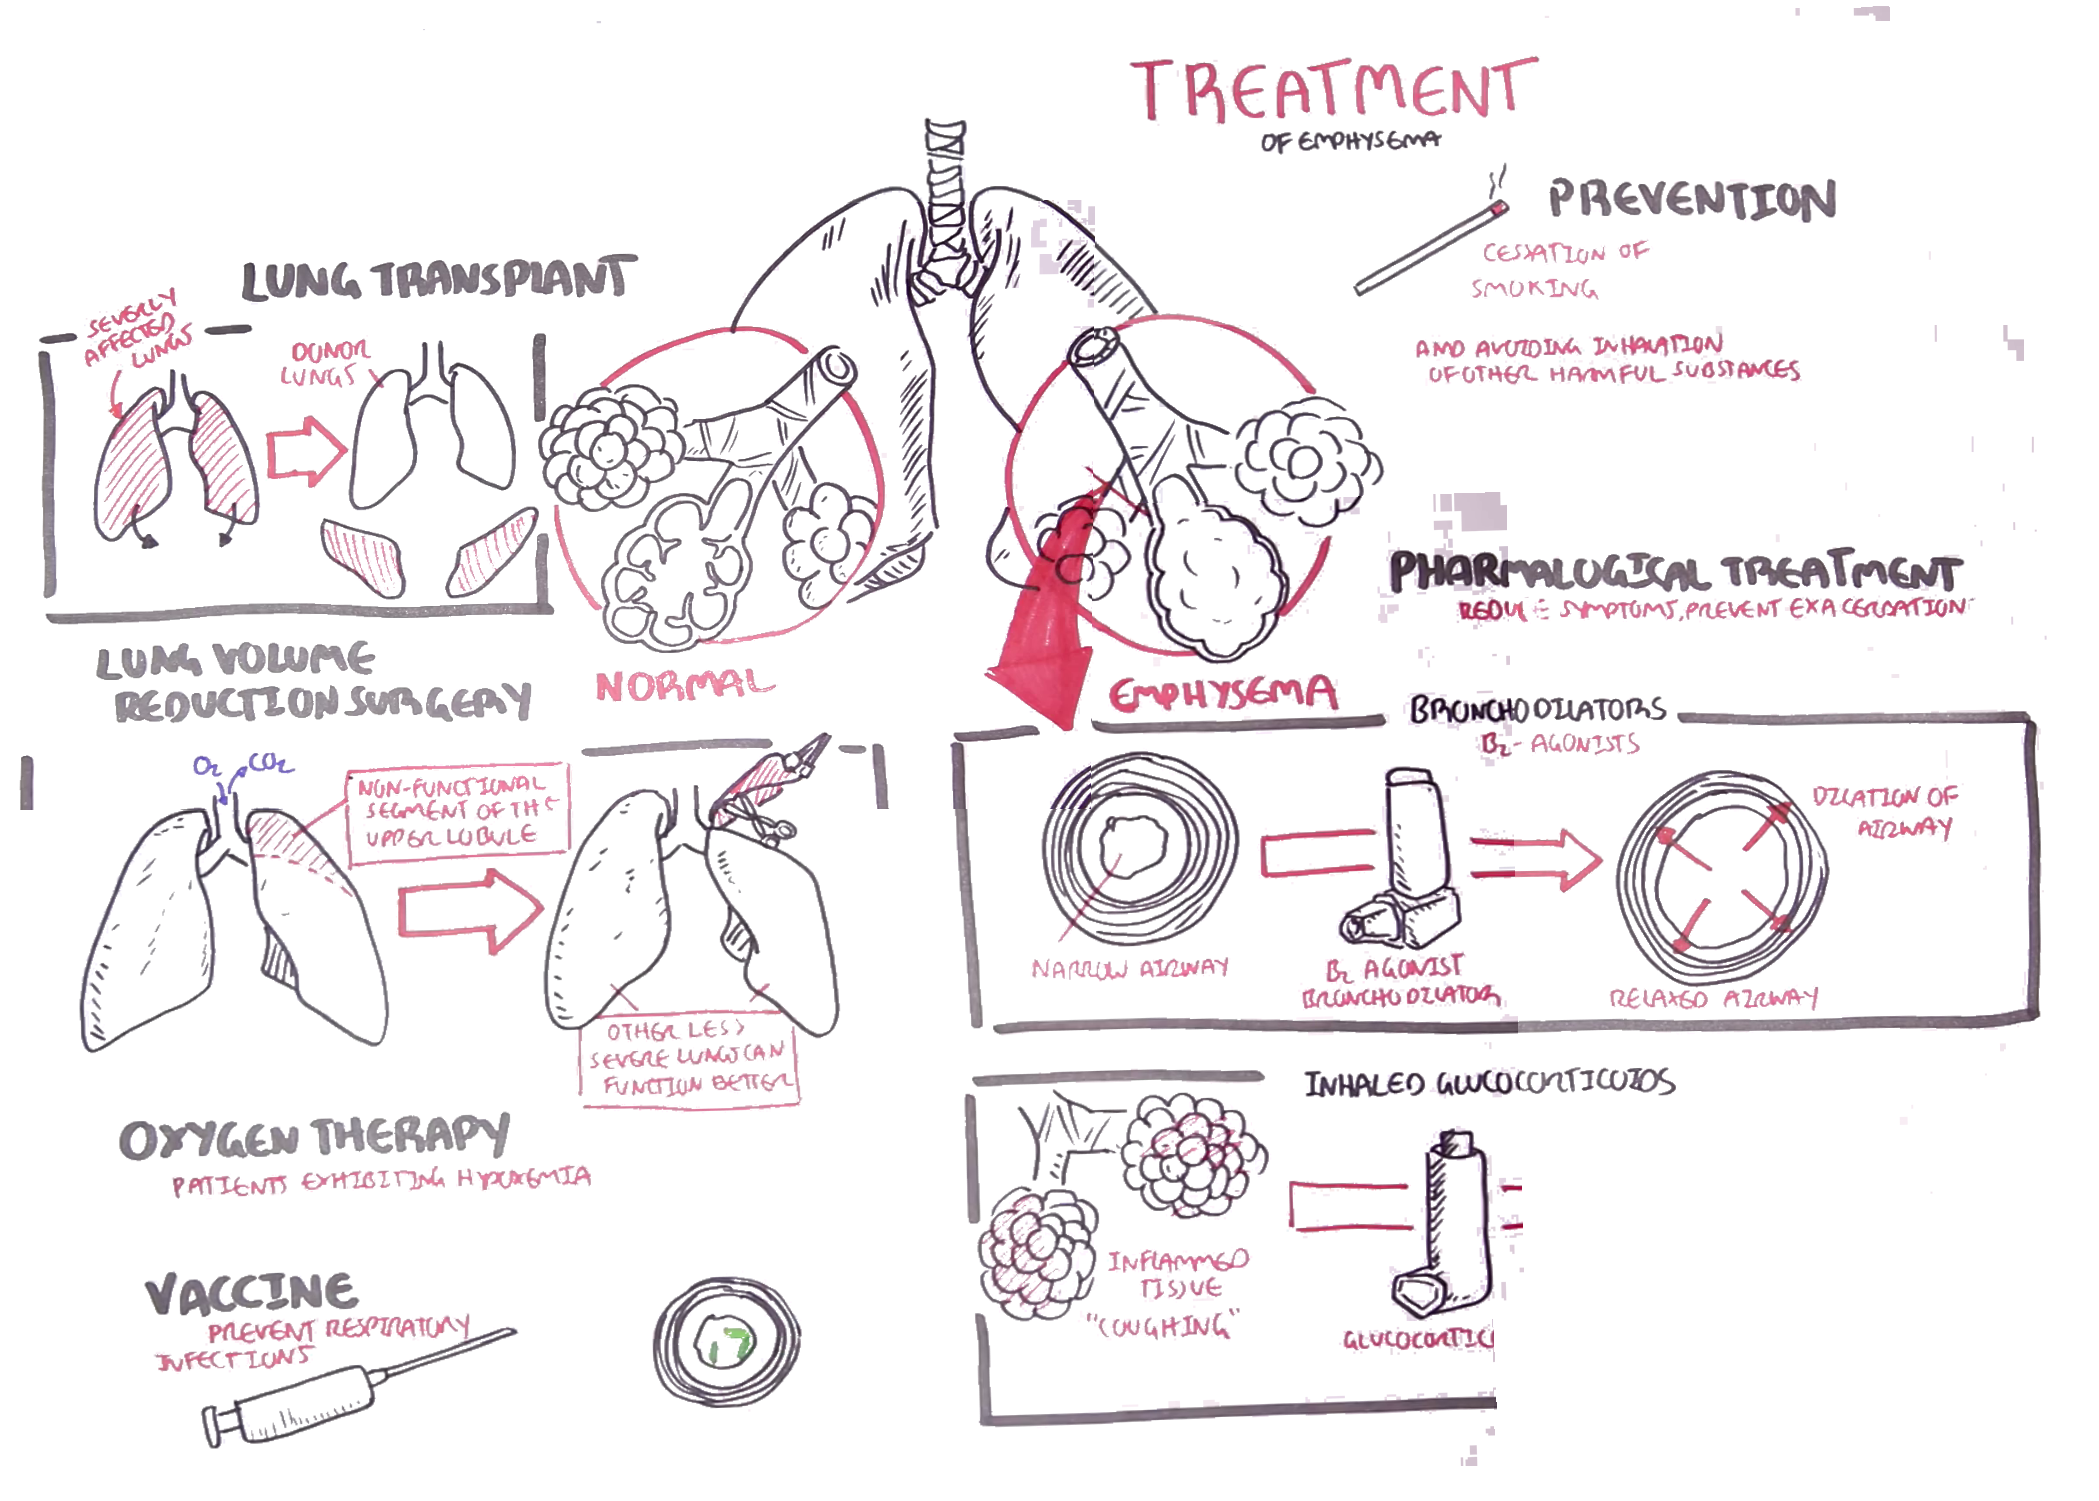 TREATMENT
OF EMPHYSEMA
PREVENTION
CESSATION OF
SMOKING
AND AVOIDING INHALATION
OF OTHER HARMFUL SUBSTANCES
LUNG TRANSPLANT
SEVERLY
AFFECTED
LUNGS
DONOR
LUNGS
NORMAL
EMPHYSEMA
PHARMALOGICAL TREATMENT
REDUCE SYMPTOMS, PREVENT EXACERBATION
LUNG VOLUME
REDUCTION SURGERY
O2 CO2
NON-FUNCTIONAL
SEGMENT OF THE
UPPER LOBULE
OTHER LESS
SEVERE LUNGS CAN
FUNCTION BETTER
BRONCHODILATORS
B2- AGONISTS
NARROW AIRWAY
B2 AGONIST
BRONCHODILATOR
DILATION OF
AIRWAY
RELAXED AIRWAY
INHALED GLUCOCORTICOIDS
INFLAMMED
TISSUE
"COUGHING"
GLUCOCORTIC
OXYGEN THERAPY
PATIENTS EXHIBITING HYPOXEMIA
VACCINE
PREVENT RESPIRATORY
INFECTIONS